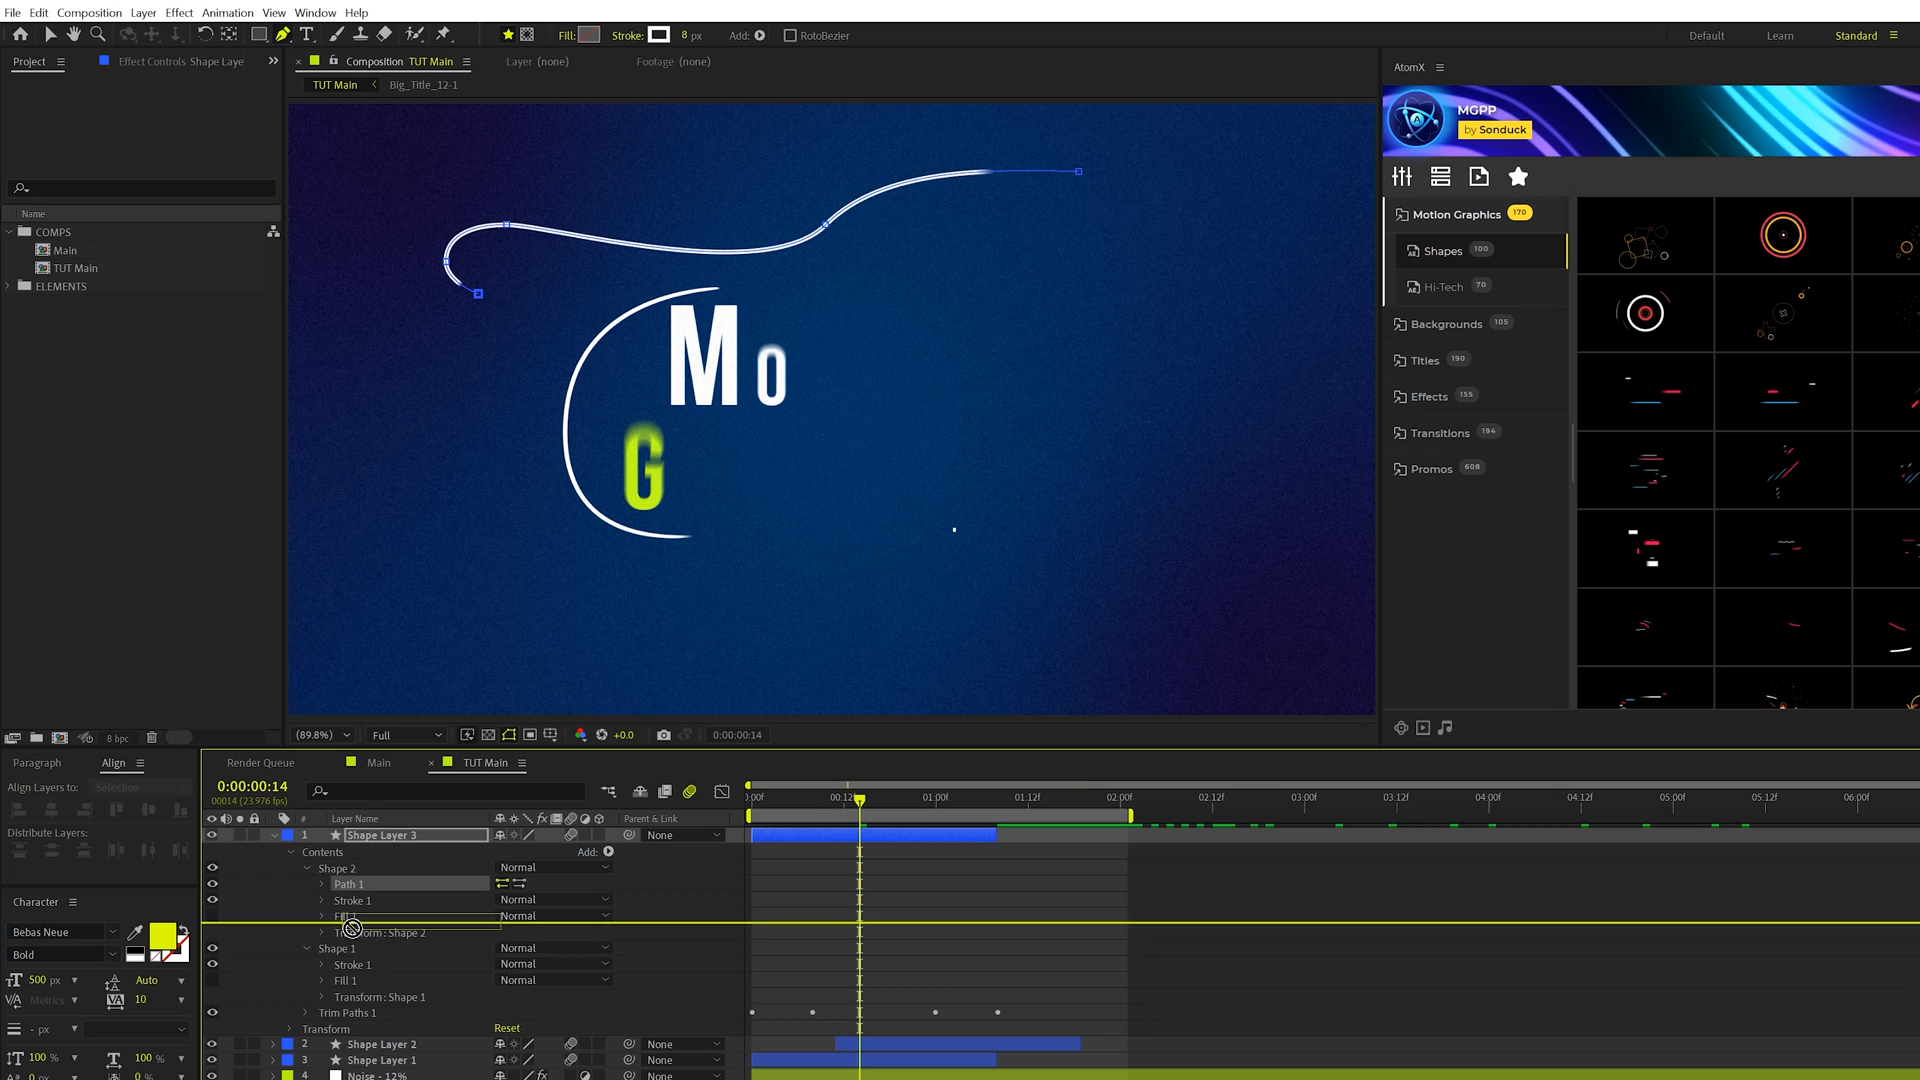 File Edit Composition Layer Effect Animation View Window Help
Fill: Stroke: 8 px Add: RotoBezier Default Learn Standard
Project Effect Controls Shape Laye
Composition TUT Main Layer (none) Footage (none)
TUT Main Big_Title_12-1
AtomX
MGPP
by Sonduck
Name
COMPS
Main
TUT Main
ELEMENTS
Mo
G
Motion Graphics 170
Shapes 100
Hi-Tech 70
Backgrounds 105
Titles 190
Effects 155
Transitions 194
Promos 608
8 bpc
(89.8%) Full +0.0 0:00:00:14
Paragraph Align
Align Layers to: Selection
Distribute Layers:
Render Queue Main TUT Main
0:00:00:14
00014 (23.976 fps)
# Layer Name Parent & Link
:00f 00:12f 01:00f 01:12f 02:00f 02:12f 03:00f 03:12f 04:00f 04:12f 05:00f 05:12f 06:00f
1 Shape Layer 3 None
Contents Add:
Shape 2 Normal
Path 1
Stroke 1 Normal
Fill 1 Normal
Transform: Shape 2
Shape 1 Normal
Stroke 1 Normal
Fill 1 Normal
Transform: Shape 1
Trim Paths 1
Transform Reset
2 Shape Layer 2 None
3 Shape Layer 1 None
4 Noise - 12% None
Character
Bebas Neue
Bold
500 px Auto
Metrics 10
- px
100 % 100 %
0 px 0 %